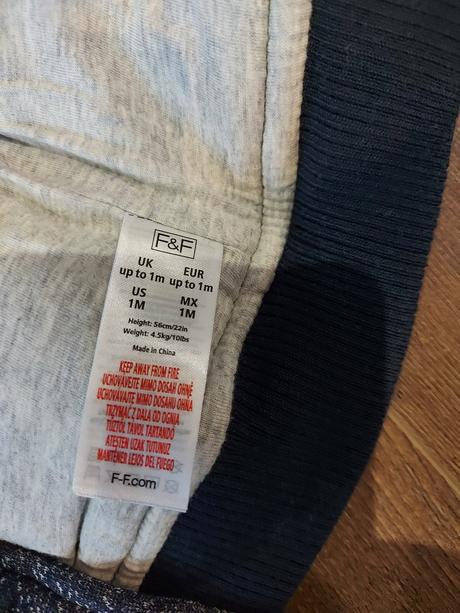 F&F
UK EUR
up to 1m up to 1m
US MX
1M 1M
Height: 56cm/22in
Weight: 4.5kg/10lbs
Made in China
KEEP AWAY FROM FIRE
UCHOVÁVEJTE MIMO DOSAH OHNĚ
UCHOVÁVAJTE MIMO DOSAHU OHŇA
TRZYMAĆ Z DALA OD OGNIA
TŰZTŐL TÁVOL TARTANDÓ
ATEŞTEN UZAK TUTUNUZ
MANTENER LEJOS DEL FUEGO
F-F.com